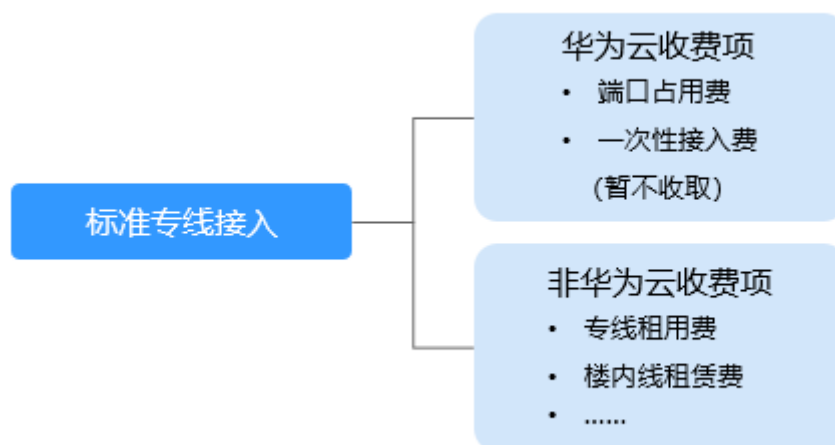 华为云收费项
• 端口占用费
• 一次性接入费
(暂不收取)
标准专线接入
非华为云收费项
• 专线租用费
• 楼内线租赁费
• ......